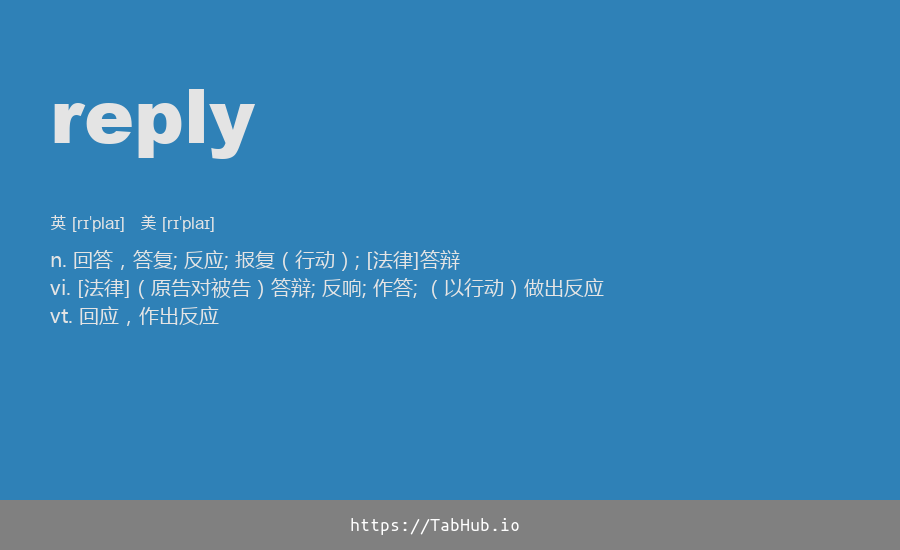 reply
英 [rɪˈplaɪ] 美 [rɪˈplaɪ]
n. 回答，答复; 反应; 报复（行动）; [法律]答辩
vi. [法律]（原告对被告）答辩; 反响; 作答; （以行动）做出反应
vt. 回应，作出反应
https://TabHub.io